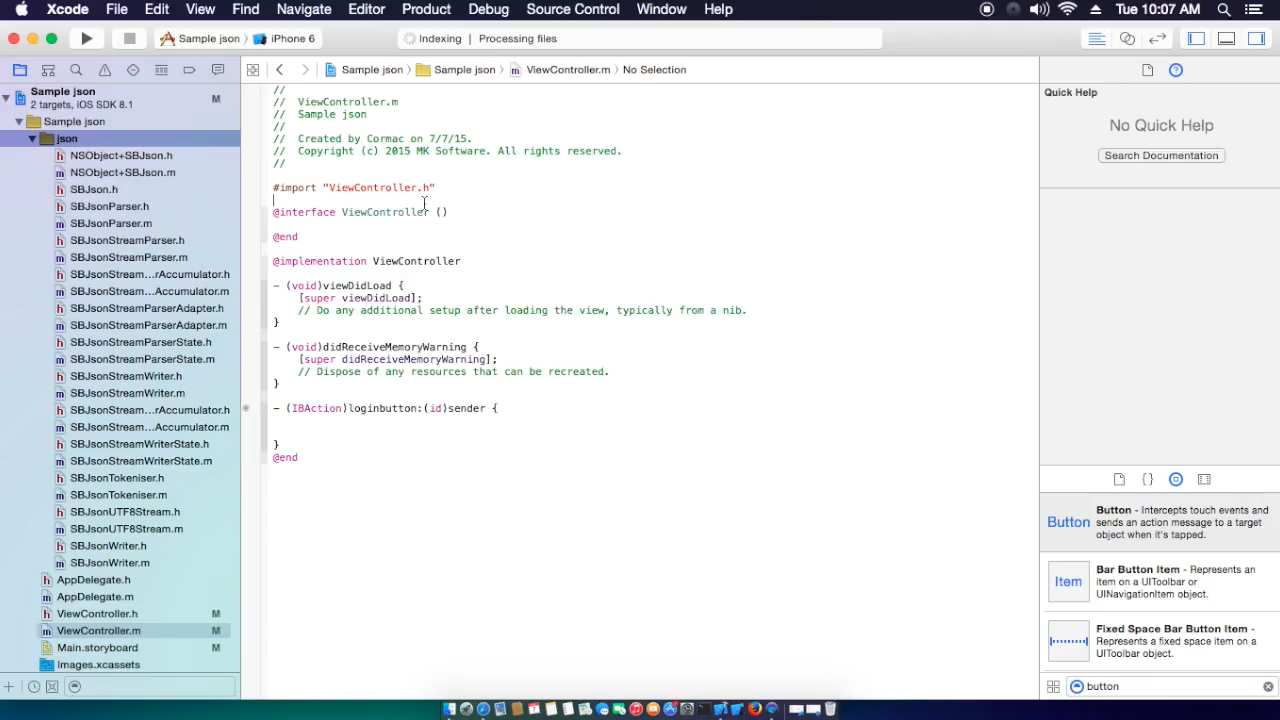 Xcode File Edit View Find Navigate Editor Product Debug Source Control Window Help Tue 10:07 AM
Sample json iPhone 6 Indexing | Processing files
Sample json Sample json ViewController.m No Selection
Sample json
2 targets, iOS SDK 8.1 M
Sample json
json
NSObject+SBJson.h
NSObject+SBJson.m
SBJson.h
SBJsonParser.h
SBJsonParser.m
SBJsonStreamParser.h
SBJsonStreamParser.m
SBJsonStream...rAccumulator.h
SBJsonStream...Accumulator.m
SBJsonStreamParserAdapter.h
SBJsonStreamParserAdapter.m
SBJsonStreamParserState.h
SBJsonStreamParserState.m
SBJsonStreamWriter.h
SBJsonStreamWriter.m
SBJsonStream...rAccumulator.h
SBJsonStream...Accumulator.m
SBJsonStreamWriterState.h
SBJsonStreamWriterState.m
SBJsonTokeniser.h
SBJsonTokeniser.m
SBJsonUTF8Stream.h
SBJsonUTF8Stream.m
SBJsonWriter.h
SBJsonWriter.m
AppDelegate.h
AppDelegate.m
ViewController.h M
ViewController.m M
Main.storyboard M
Images.xcassets
//
// ViewController.m
// Sample json
//
// Created by Cormac on 7/7/15.
// Copyright (c) 2015 MK Software. All rights reserved.
//
#import "ViewController.h"
@interface ViewController ()
@end
@implementation ViewController
- (void)viewDidLoad {
[super viewDidLoad];
// Do any additional setup after loading the view, typically from a nib.
}
- (void)didReceiveMemoryWarning {
[super didReceiveMemoryWarning];
// Dispose of any resources that can be recreated.
}
- (IBAction)loginbutton:(id)sender {
}
@end
Quick Help
No Quick Help
Search Documentation
{ }
Button
Button - Intercepts touch events and
sends an action message to a target
object when it's tapped.
Item
Bar Button Item - Represents an
item on a UIToolbar or
UINavigationItem object.
Fixed Space Bar Button Item -
Represents a fixed space item on a
UIToolbar object.
button